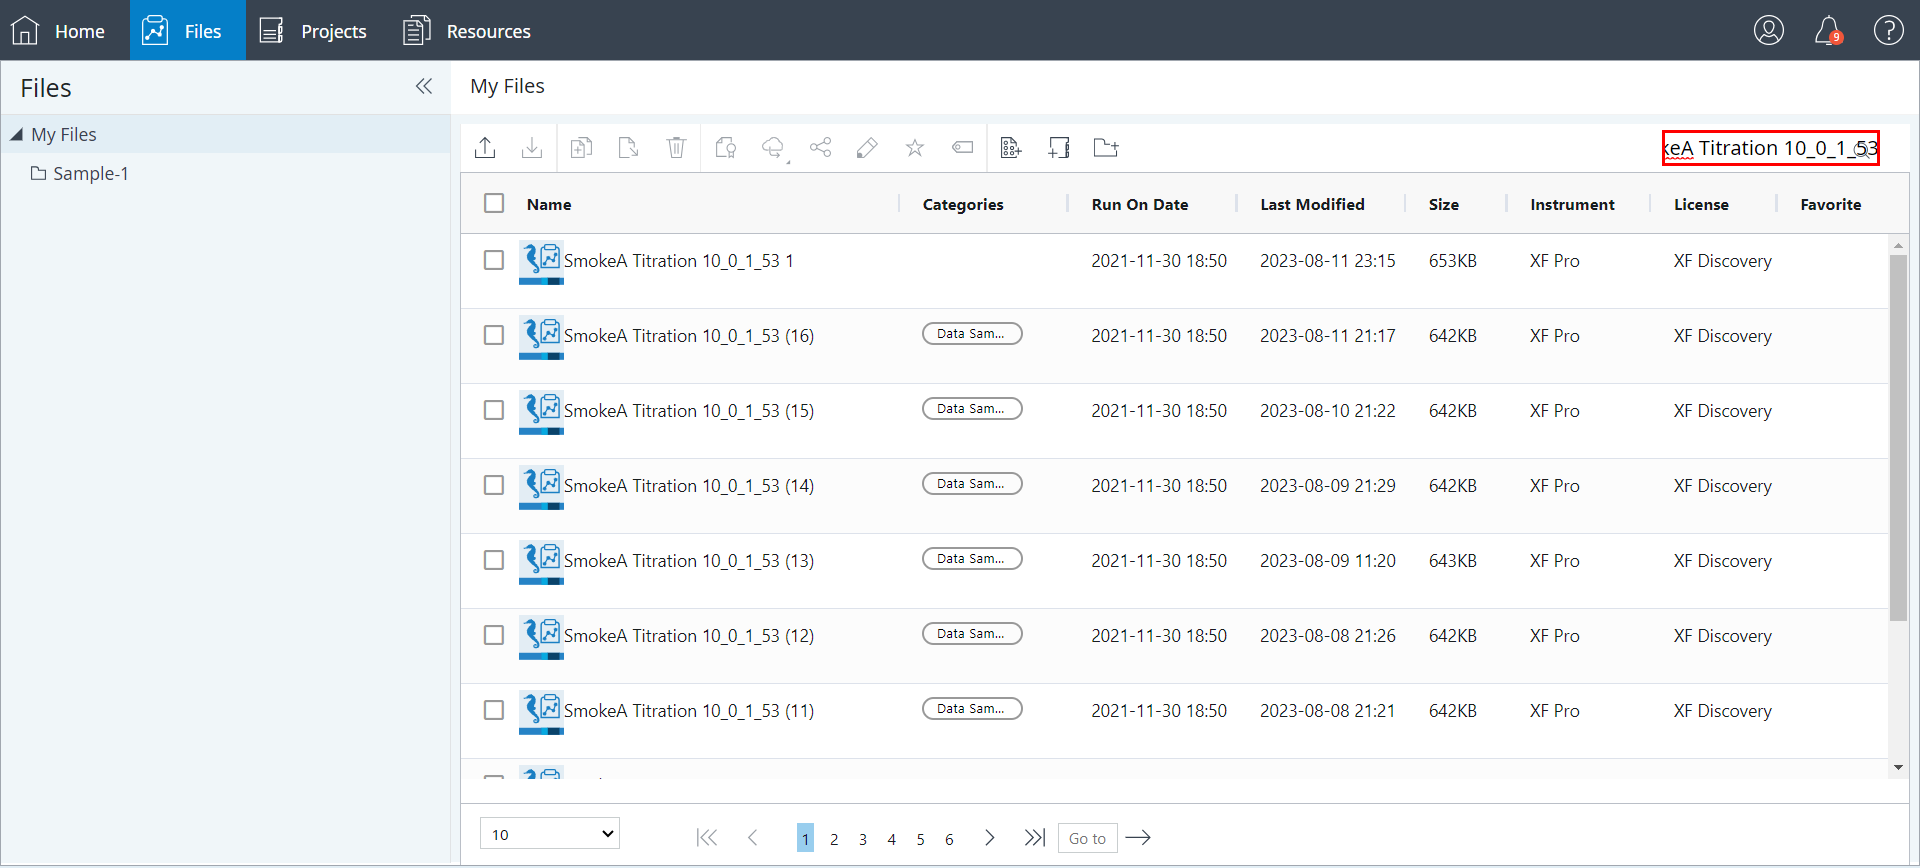 Home Files Projects Resources 9 ?
Files
My Files
My Files
Sample-1
keA Titration 10_0_1_53
Name Categories Run On Date Last Modified Size Instrument License Favorite
SmokeA Titration 10_0_1_53 1 2021-11-30 18:50 2023-08-11 23:15 653KB XF Pro XF Discovery
SmokeA Titration 10_0_1_53 (16) Data Sam... 2021-11-30 18:50 2023-08-11 21:17 642KB XF Pro XF Discovery
SmokeA Titration 10_0_1_53 (15) Data Sam... 2021-11-30 18:50 2023-08-10 21:22 642KB XF Pro XF Discovery
SmokeA Titration 10_0_1_53 (14) Data Sam... 2021-11-30 18:50 2023-08-09 21:29 642KB XF Pro XF Discovery
SmokeA Titration 10_0_1_53 (13) Data Sam... 2021-11-30 18:50 2023-08-09 11:20 643KB XF Pro XF Discovery
SmokeA Titration 10_0_1_53 (12) Data Sam... 2021-11-30 18:50 2023-08-08 21:26 642KB XF Pro XF Discovery
SmokeA Titration 10_0_1_53 (11) Data Sam... 2021-11-30 18:50 2023-08-08 21:21 642KB XF Pro XF Discovery
10 1 2 3 4 5 6 Go to